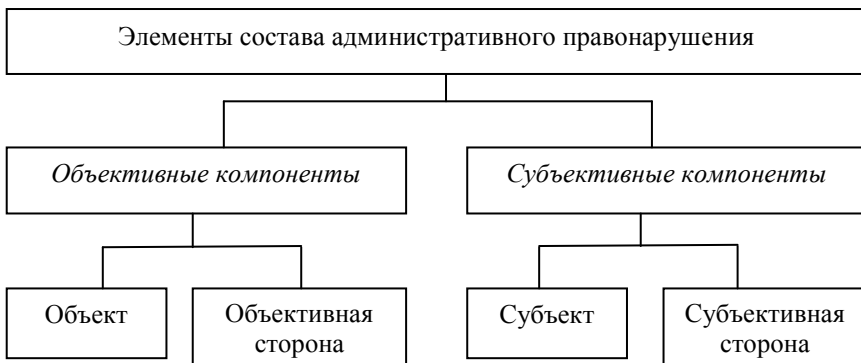 Элементы состава административного правонарушения
Объективные компоненты
Субъективные компоненты
Объект
Объективная
сторона
Субъект
Субъективная
сторона